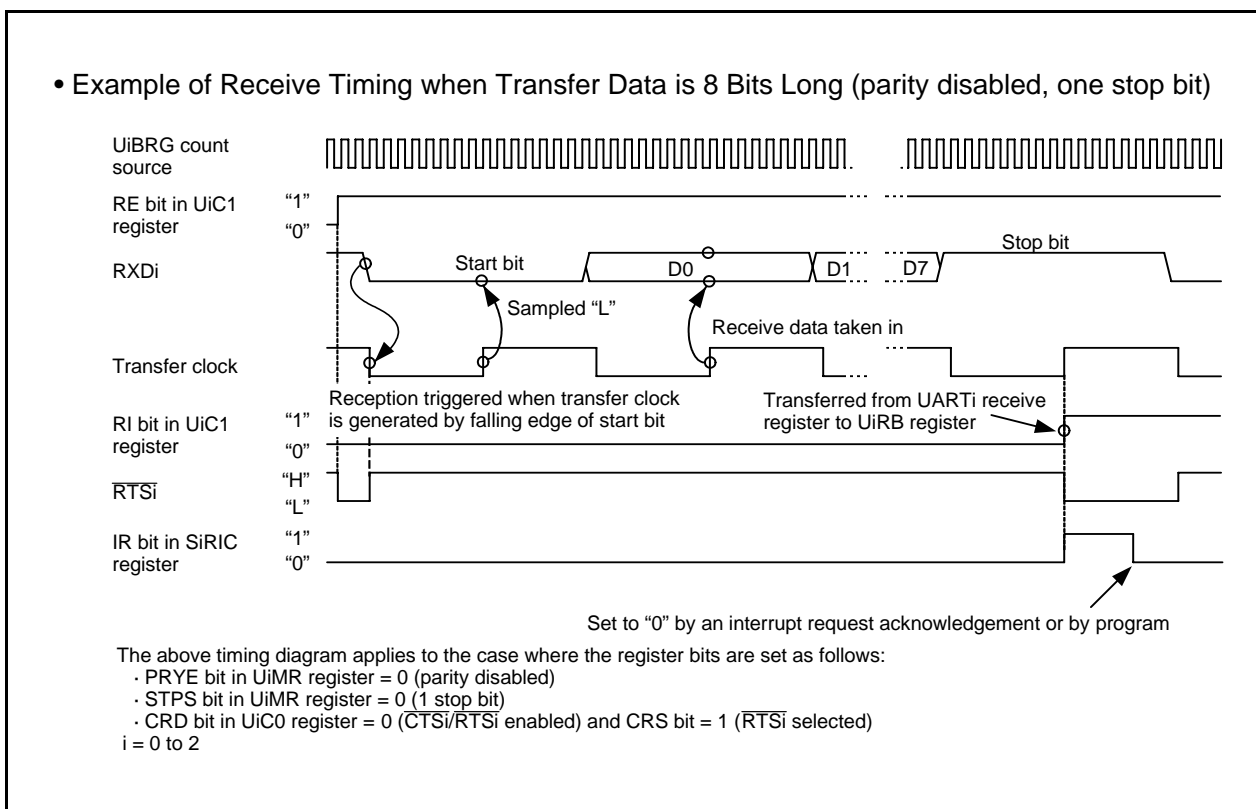 • Example of Receive Timing when Transfer Data is 8 Bits Long (parity disabled, one stop bit)
UiBRG count
source
RE bit in UiC1
register
“1”
“0”
RXDi
Start bit
D0
D1
D7
Stop bit
Sampled “L”
Receive data taken in
Transfer clock
Reception triggered when transfer clock
is generated by falling edge of start bit
Transferred from UARTi receive
register to UiRB register
RI bit in UiC1
register
“1”
“0”
RTSi
“H”
“L”
IR bit in SiRIC
register
“1”
“0”
Set to “0” by an interrupt request acknowledgement or by program
The above timing diagram applies to the case where the register bits are set as follows:
· PRYE bit in UiMR register = 0 (parity disabled)
· STPS bit in UiMR register = 0 (1 stop bit)
· CRD bit in UiC0 register = 0 (CTSi/RTSi enabled) and CRS bit = 1 (RTSi selected)
i = 0 to 2